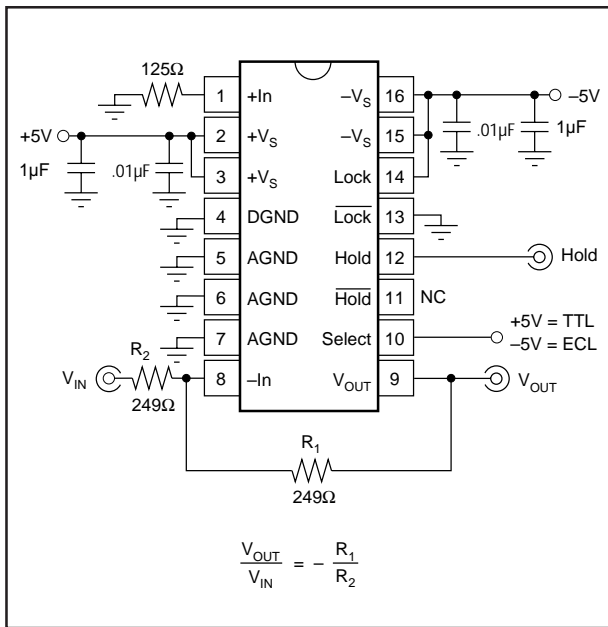 125Ω
1 +In −V_S 16
+5V 2 +V_S −V_S 15 −5V
.01µF 1µF
1µF .01µF 3 +V_S Lock 14
4 DGND L̅o̅c̅k̅ 13
5 AGND Hold 12 Hold
6 AGND H̅o̅l̅d̅ 11 NC
7 AGND Select 10 +5V = TTL
−5V = ECL
R_2
V_IN 8 −In V_OUT 9 V_OUT
249Ω
R_1
249Ω
V_OUT / V_IN = − R_1 / R_2